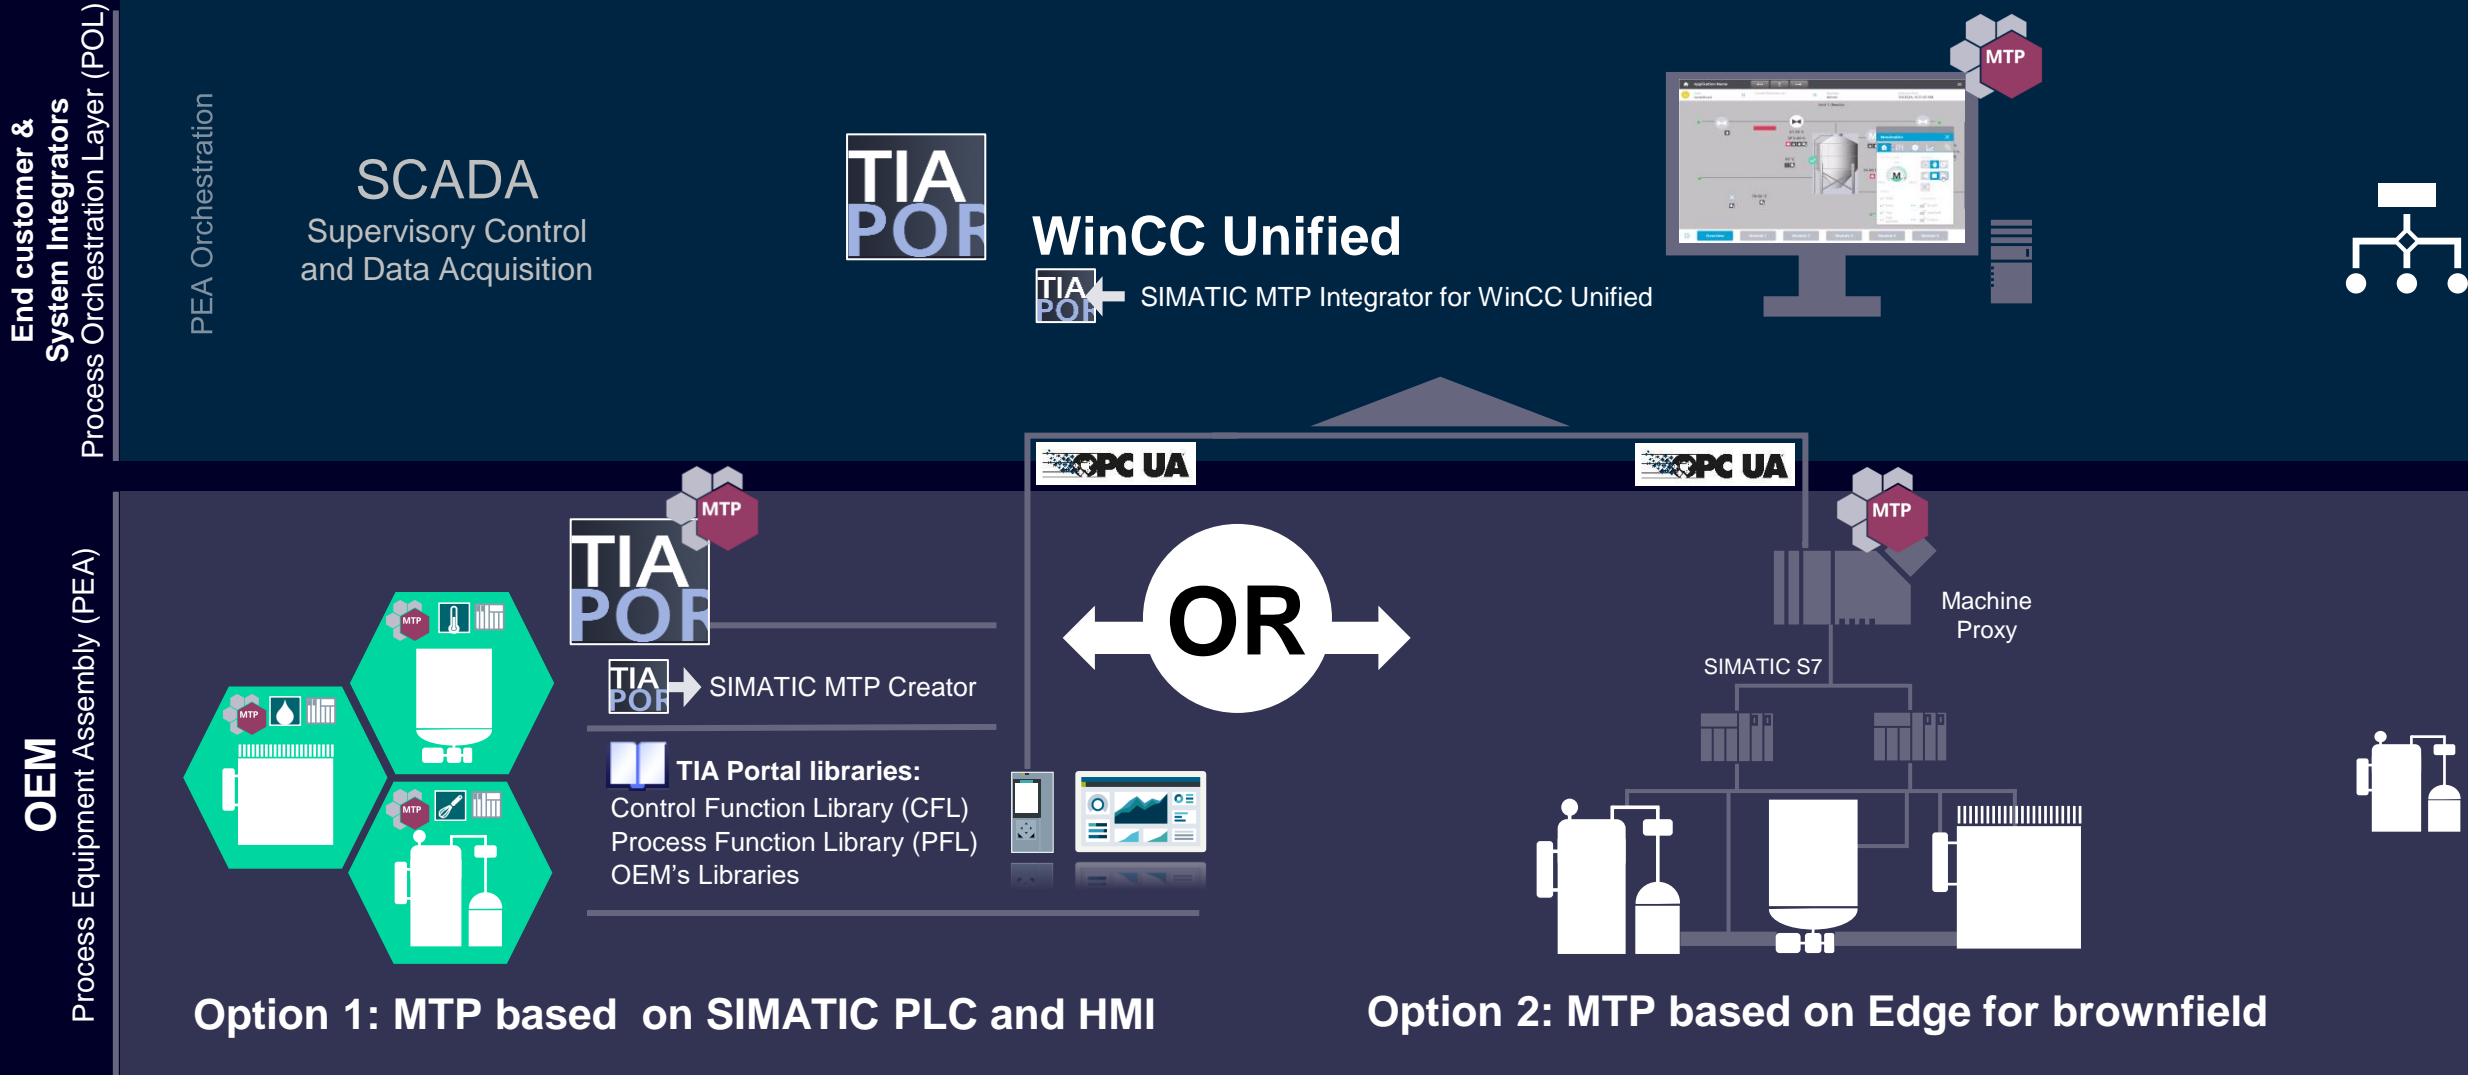 End customer &
System Integrators
Process Orchestration Layer (POL)
PEA Orchestration
SCADA
Supervisory Control
and Data Acquisition
TIA
POR
WinCC Unified
TIA
POR
SIMATIC MTP Integrator for WinCC Unified
MTP
OPC UA
OPC UA
OEM
Process Equipment Assembly (PEA)
MTP
TIA
POR
MTP
MTP
MTP
TIA
POR
SIMATIC MTP Creator
TIA Portal libraries:
Control Function Library (CFL)
Process Function Library (PFL)
OEM's Libraries
OR
MTP
Machine
Proxy
SIMATIC S7
Option 1: MTP based  on SIMATIC PLC and HMI
Option 2: MTP based on Edge for brownfield